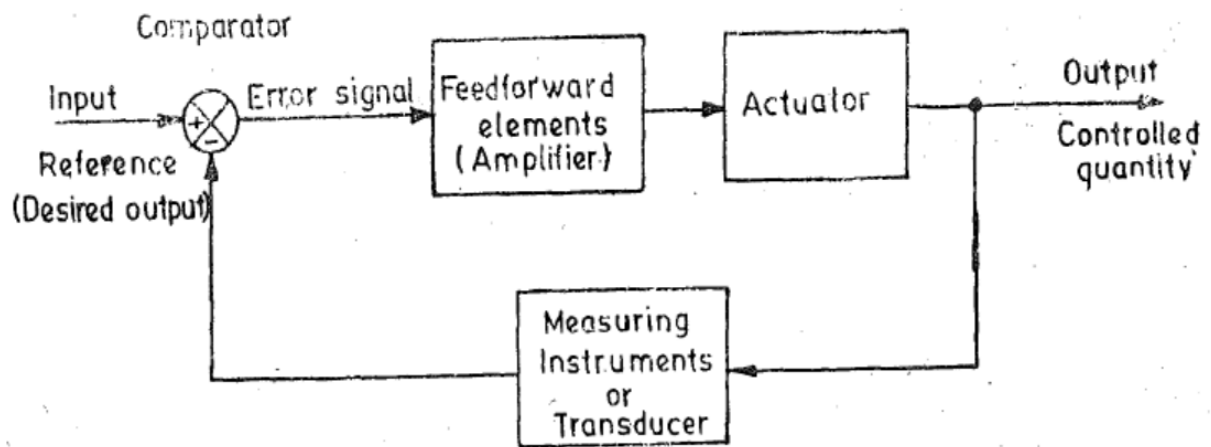 Comparator
Input
+
-
Reference
(Desired output)
Error signal
Feedforward
elements
(Amplifier)
Actuator
Output
Controlled
quantity
Measuring
Instruments
or
Transducer